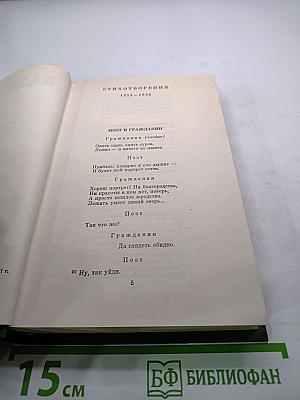 СТИХОТВОРЕНИЯ
1855—1856
ПОЭТ И ГРАЖДАНИН
Гражданин (входит)
Опять один, опять суров,
Лежит — и ничего не пишет.
Поэт
Прибавь: хандрит и еле дышит —
И будет мой портрет готов.
Гражданин
Хорош портрет! Ни благородства,
Ни красоты в нем нет, поверь,
А просто пошлое юродство.
Лежать умеет дикий зверь...
Поэт
Так что же?
Гражданин
Да глядеть обидно.
Поэт
10 Ну, так уйди.
5
г.
15 СМ
БФ БИБЛИОФАН